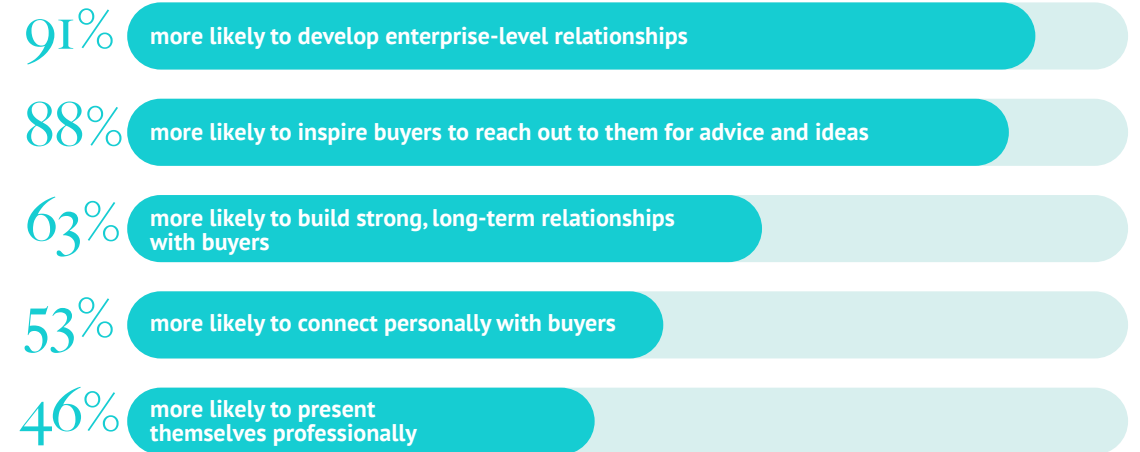 91%
more likely to develop enterprise-level relationships
88%
more likely to inspire buyers to reach out to them for advice and ideas
63%
more likely to build strong, long-term relationships
with buyers
53%
more likely to connect personally with buyers
46%
more likely to present
themselves professionally